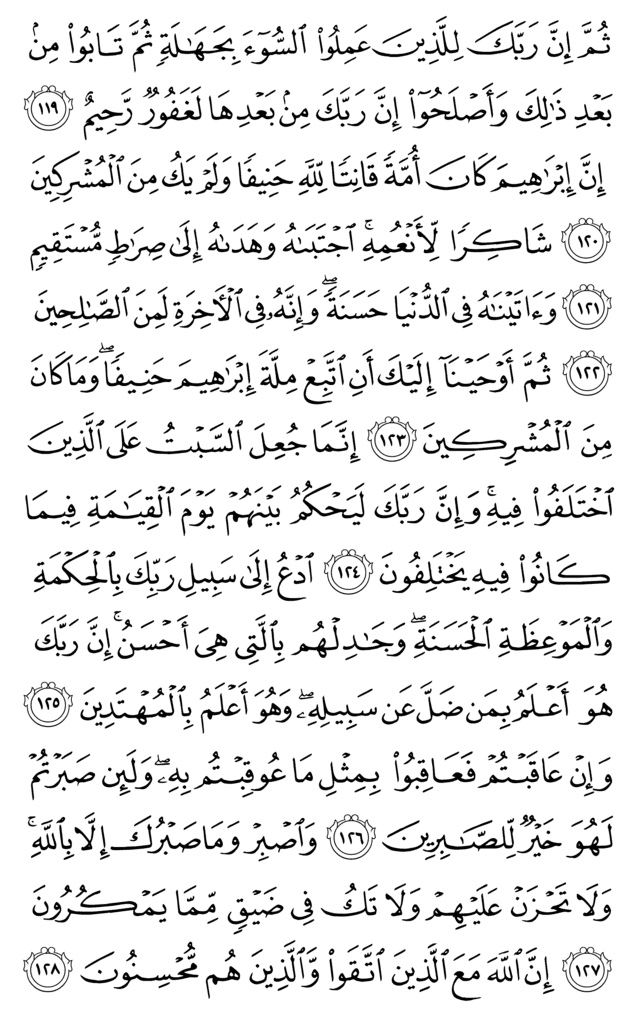 ثُمَّ إِنَّ رَبَّكَ لِلَّذِينَ عَمِلُوا۟ ٱلسُّوٓءَ بِجَهَـٰلَةٍ ثُمَّ تَابُوا۟ مِنۢ
بَعْدِ ذَٰلِكَ وَأَصْلَحُوٓا۟ إِنَّ رَبَّكَ مِنۢ بَعْدِهَا لَغَفُورٌ رَّحِيمٌ ١١٩
إِنَّ إِبْرَٰهِيمَ كَانَ أُمَّةً قَانِتًا لِّلَّهِ حَنِيفًا وَلَمْ يَكُ مِنَ ٱلْمُشْرِكِينَ
١٢٠ شَاكِرًا لِّأَنْعُمِهِ ۚ ٱجْتَبَىٰهُ وَهَدَىٰهُ إِلَىٰ صِرَٰطٍ مُّسْتَقِيمٍ
١٢١ وَءَاتَيْنَـٰهُ فِى ٱلدُّنْيَا حَسَنَةً ۖ وَإِنَّهُۥ فِى ٱلْـَٔاخِرَةِ لَمِنَ ٱلصَّـٰلِحِينَ
١٢٢ ثُمَّ أَوْحَيْنَآ إِلَيْكَ أَنِ ٱتَّبِعْ مِلَّةَ إِبْرَٰهِيمَ حَنِيفًا ۖ وَمَا كَانَ
مِنَ ٱلْمُشْرِكِينَ ١٢٣ إِنَّمَا جُعِلَ ٱلسَّبْتُ عَلَى ٱلَّذِينَ
ٱخْتَلَفُوا۟ فِيهِ ۚ وَإِنَّ رَبَّكَ لَيَحْكُمُ بَيْنَهُمْ يَوْمَ ٱلْقِيَـٰمَةِ فِيمَا
كَانُوا۟ فِيهِ يَخْتَلِفُونَ ١٢٤ ٱدْعُ إِلَىٰ سَبِيلِ رَبِّكَ بِٱلْحِكْمَةِ
وَٱلْمَوْعِظَةِ ٱلْحَسَنَةِ ۖ وَجَـٰدِلْهُم بِٱلَّتِى هِىَ أَحْسَنُ ۚ إِنَّ رَبَّكَ
هُوَ أَعْلَمُ بِمَن ضَلَّ عَن سَبِيلِهِۦ ۖ وَهُوَ أَعْلَمُ بِٱلْمُهْتَدِينَ ١٢٥
وَإِنْ عَاقَبْتُمْ فَعَاقِبُوا۟ بِمِثْلِ مَا عُوقِبْتُم بِهِۦ ۖ وَلَئِن صَبَرْتُمْ
لَهُوَ خَيْرٌ لِّلصَّـٰبِرِينَ ١٢٦ وَٱصْبِرْ وَمَا صَبْرُكَ إِلَّا بِٱللَّهِ ۚ
وَلَا تَحْزَنْ عَلَيْهِمْ وَلَا تَكُ فِى ضَيْقٍ مِّمَّا يَمْكُرُونَ
١٢٧ إِنَّ ٱللَّهَ مَعَ ٱلَّذِينَ ٱتَّقَوا۟ وَّٱلَّذِينَ هُم مُّحْسِنُونَ ١٢٨